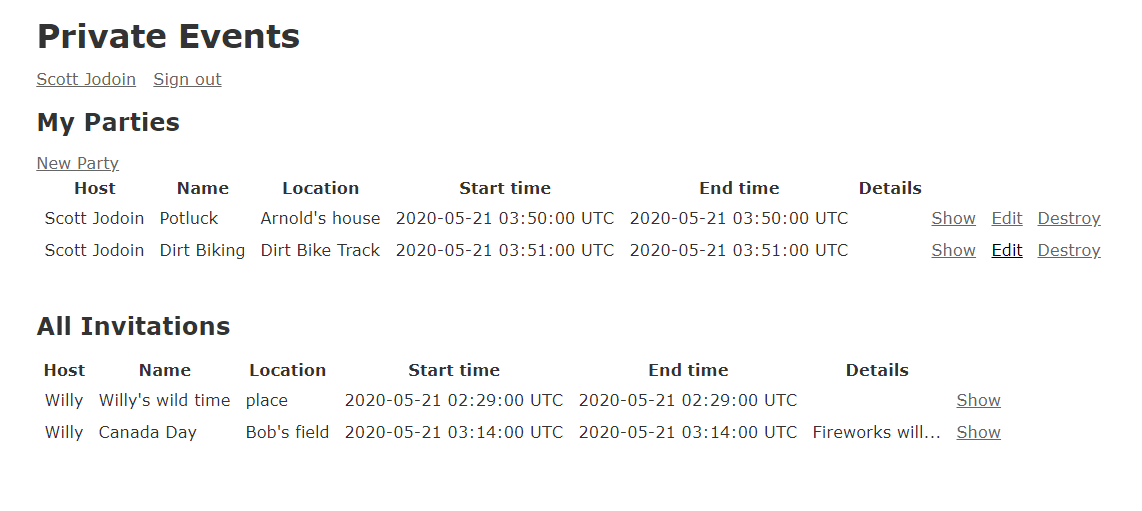 Private Events
Scott Jodoin Sign out
My Parties
New Party
Host Name Location Start time End time Details
Scott Jodoin Potluck Arnold's house 2020-05-21 03:50:00 UTC 2020-05-21 03:50:00 UTC Show Edit Destroy
Scott Jodoin Dirt Biking Dirt Bike Track 2020-05-21 03:51:00 UTC 2020-05-21 03:51:00 UTC Show Edit Destroy
All Invitations
Host Name Location Start time End time Details
Willy Willy's wild time place 2020-05-21 02:29:00 UTC 2020-05-21 02:29:00 UTC Show
Willy Canada Day Bob's field 2020-05-21 03:14:00 UTC 2020-05-21 03:14:00 UTC Fireworks will... Show